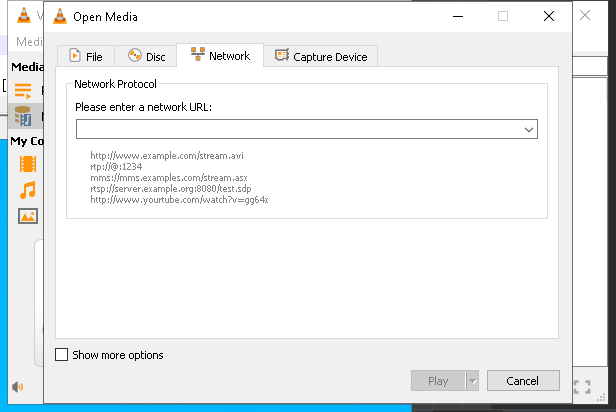 Open Media
V
Medi
File
Disc
Network
Capture Device
Media
My Co
Network Protocol
Please enter a network URL:
http://www.example.com/stream.avi
rtp://@:1234
mms://mms.examples.com/stream.asx
rtsp://server.example.org:8080/test.sdp
http://www.yourtube.com/watch?v=gg64x
Show more options
Play
Cancel